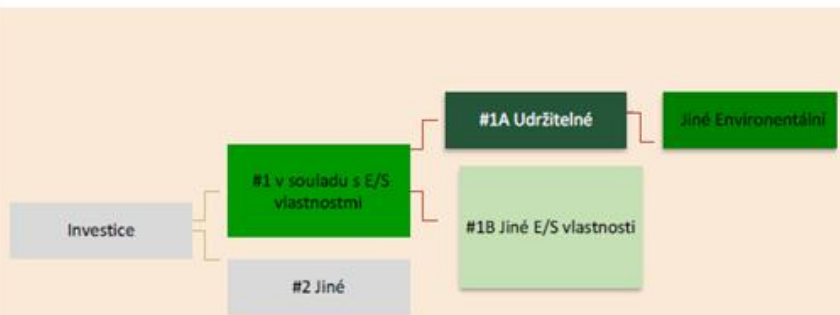 #1A Udržitelné
Jiné Environentální
#1 v souladu s E/S
vlastnostmi
#1B Jiné E/S vlastnosti
Investice
#2 Jiné